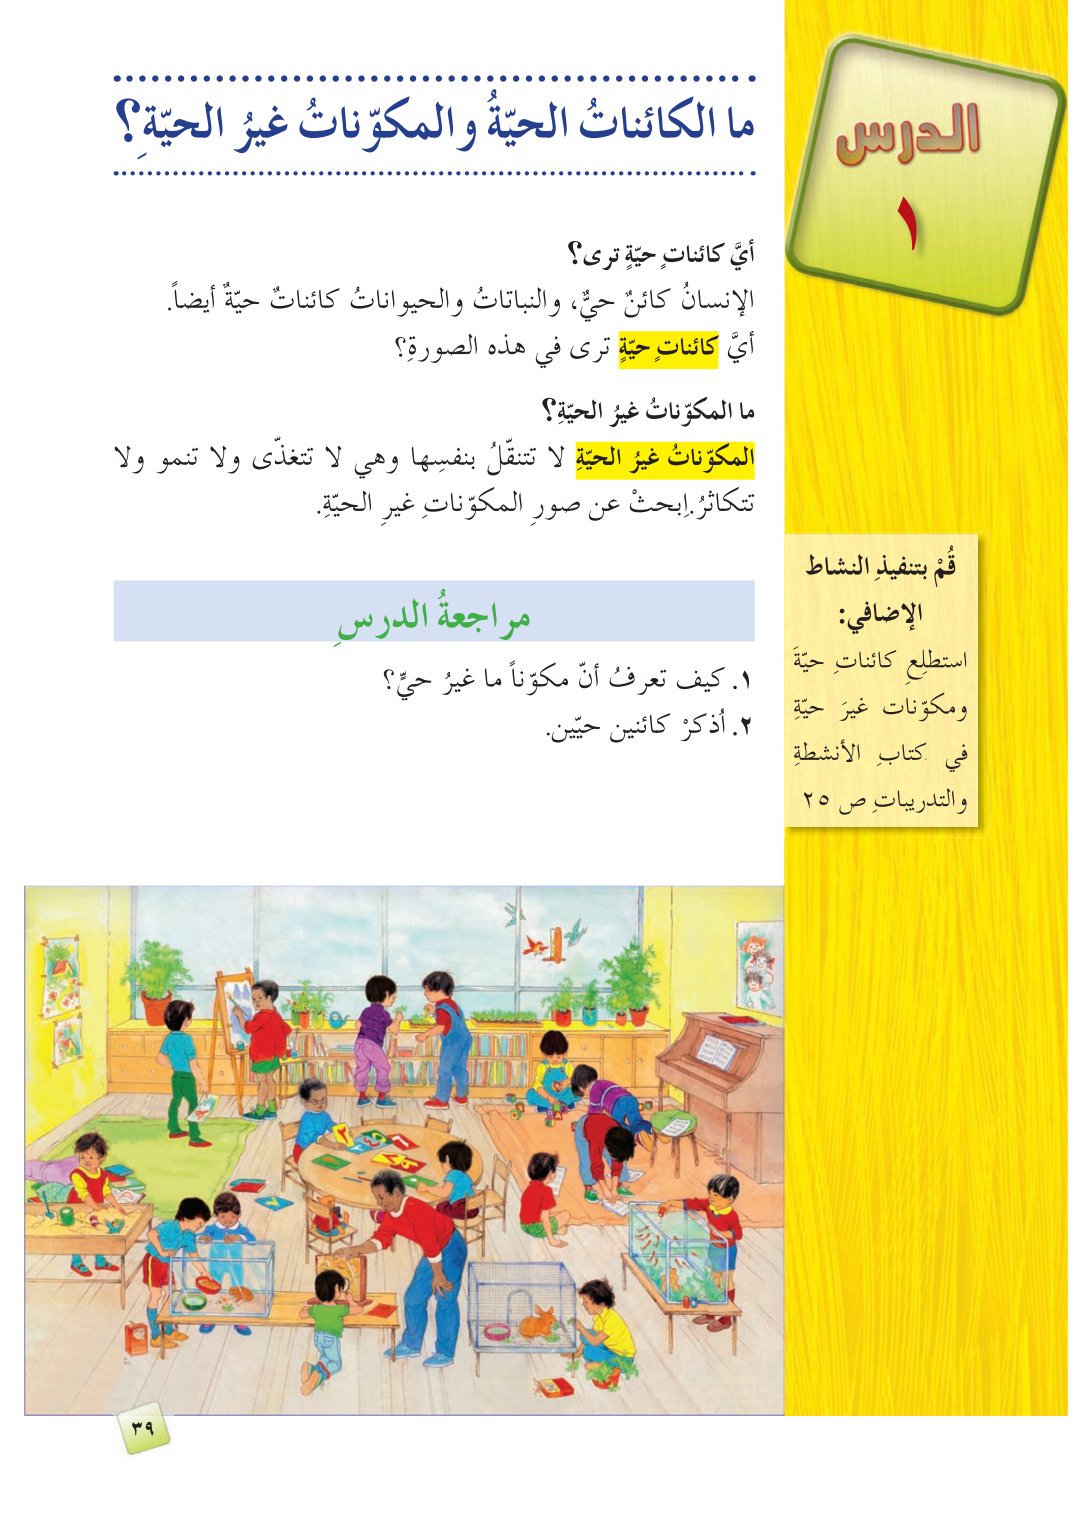 الدرس
١
ما الكائناتُ الحيّةُ والمكوّناتُ غيرُ الحيّةِ؟
أيَّ كائناتٍ حيّةٍ ترى؟
الإنسانُ كائنٌ حيٌّ، والنباتاتُ والحيواناتُ كائناتٌ حيّةٌ أيضاً.
أيَّ كائناتٍ حيّةٍ ترى في هذه الصورةِ؟
ما المكوّناتُ غيرُ الحيّةِ؟
المكوّناتُ غيرُ الحيّةِ لا تتنقّلُ بنفسِها وهي لا تتغذّى ولا تنمو ولا
تتكاثرُ.اِبحثْ عن صورِ المكوّناتِ غيرِ الحيّةِ.
مراجعةُ الدرسِ
١. كيف تعرفُ أنّ مكوّناً ما غيرُ حيٍّ؟
٢. اُذكرْ كائنين حيّين.
قُمْ بتنفيذِ النشاط
الإضافي:
استطلِعِ كائناتِ حيّةَ
ومكوّنات غيرَ حيّةِ
في كتابِ الأنشطةِ
والتدريباتِ ص ٢٥
٣٩